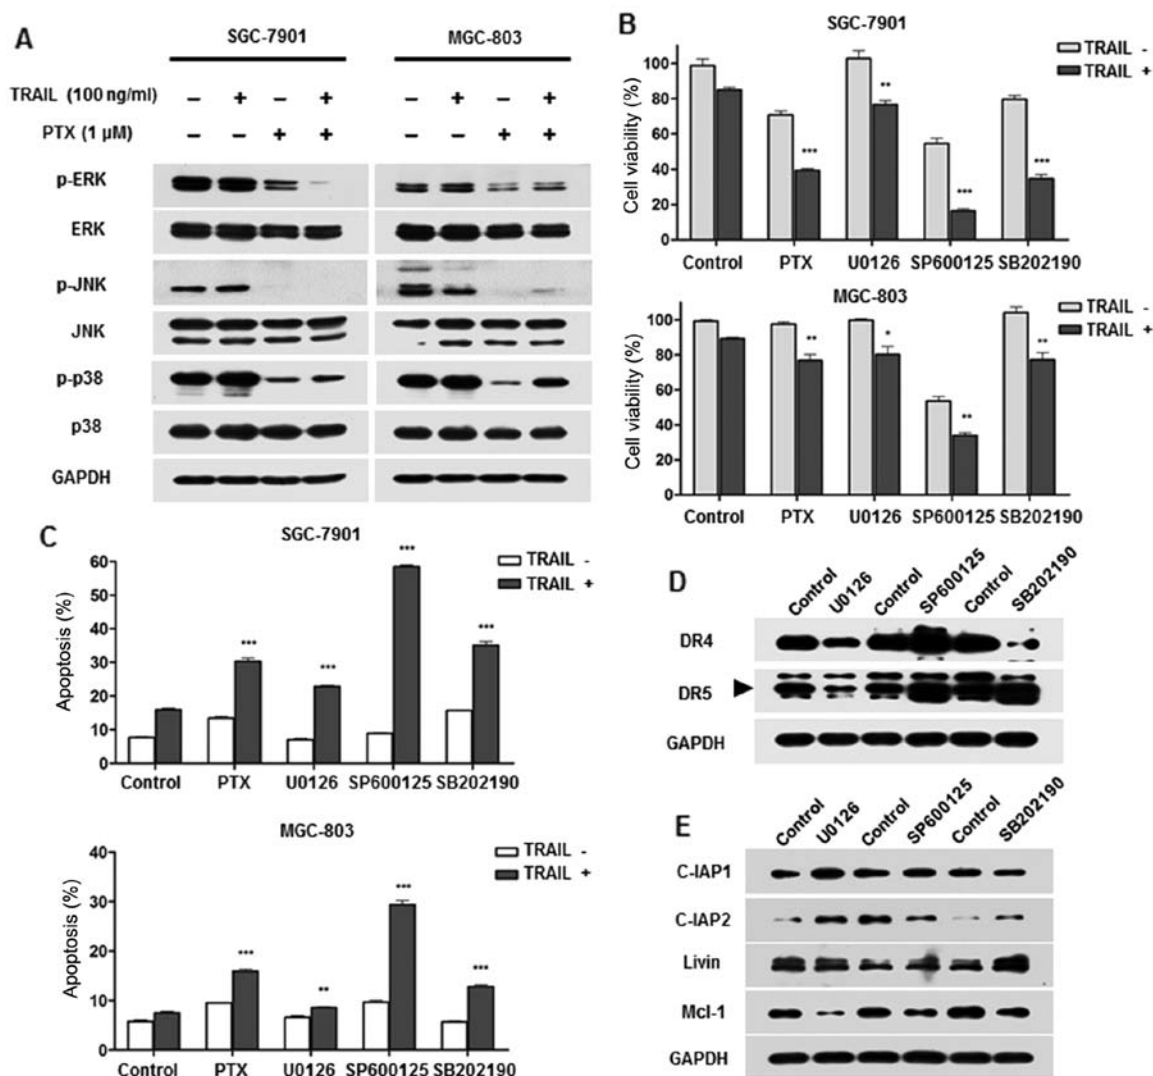 A
SGC-7901 MGC-803
TRAIL (100 ng/ml) – + – + – + – +
PTX (1 μM) – – + + – – + +
p-ERK
ERK
p-JNK
JNK
p-p38
p38
GAPDH
B
SGC-7901
TRAIL -
TRAIL +
Cell viability (%)
100
80
60
40
20
0
** *** *** ***
Control PTX U0126 SP600125 SB202190
MGC-803
TRAIL -
TRAIL +
Cell viability (%)
100
80
60
40
20
0
** * ** **
Control PTX U0126 SP600125 SB202190
C
SGC-7901
TRAIL -
TRAIL +
Apoptosis (%)
60
50
40
30
20
10
0
*** *** *** ***
Control PTX U0126 SP600125 SB202190
MGC-803
TRAIL -
TRAIL +
Apoptosis (%)
40
30
20
10
0
*** ** *** ***
Control PTX U0126 SP600125 SB202190
D
Control U0126 Control SP600125 Control SB202190
DR4
DR5
GAPDH
E
Control U0126 Control SP600125 Control SB202190
C-IAP1
C-IAP2
Livin
Mcl-1
GAPDH